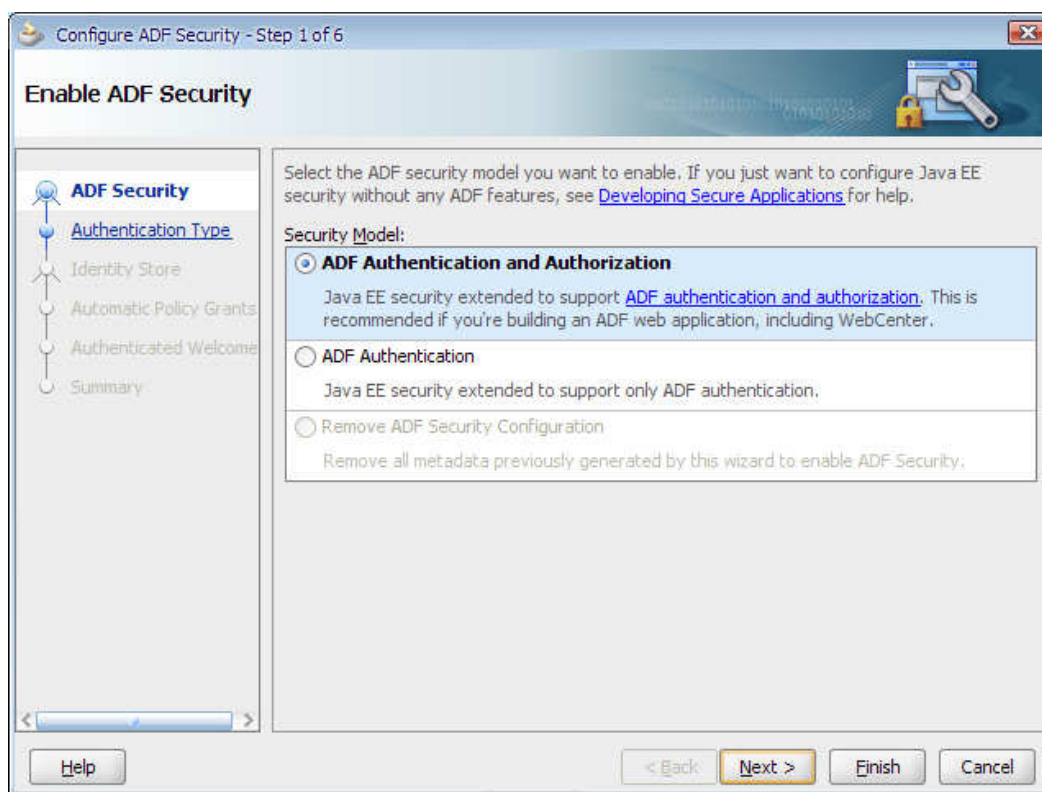 Configure ADF Security - Step 1 of 6
Enable ADF Security
ADF Security
Authentication Type
Identity Store
Automatic Policy Grants
Authenticated Welcome
Summary
Select the ADF security model you want to enable. If you just want to configure Java EE
security without any ADF features, see Developing Secure Applications for help.
Security Model:
ADF Authentication and Authorization
Java EE security extended to support ADF authentication and authorization. This is
recommended if you're building an ADF web application, including WebCenter.
ADF Authentication
Java EE security extended to support only ADF authentication.
Remove ADF Security Configuration
Remove all metadata previously generated by this wizard to enable ADF Security.
Help
< Back
Next >
Finish
Cancel